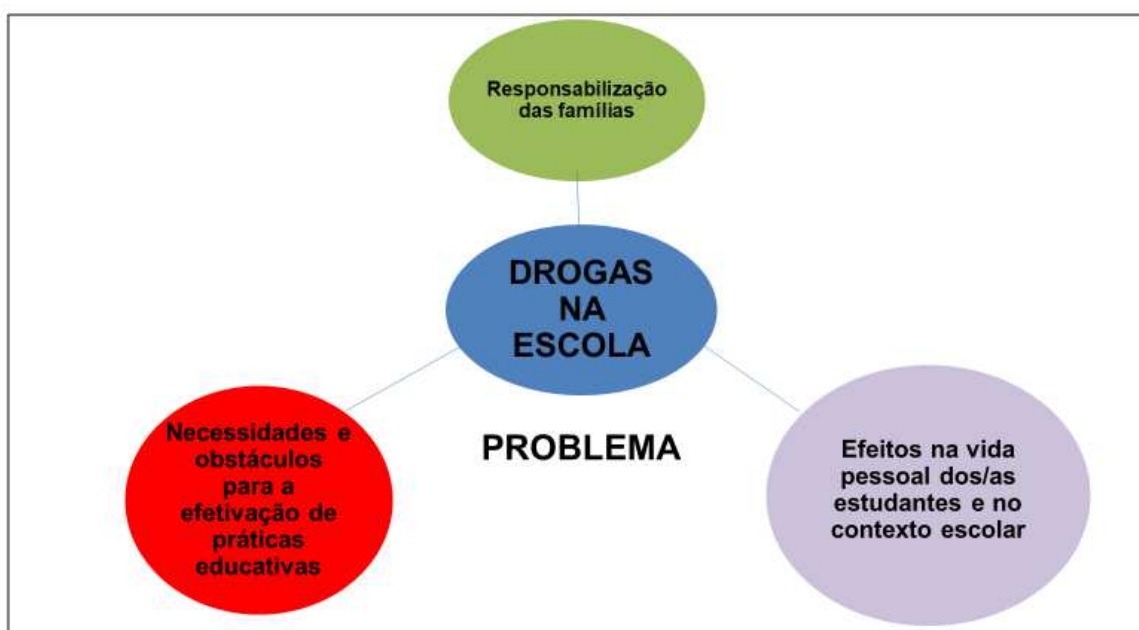 Responsabilização
das famílias
DROGAS
NA
ESCOLA
PROBLEMA
Necessidades e
obstáculos
para a
efetivação de
práticas
educativas
Efeitos na vida
pessoal dos/as
estudantes e no
contexto escolar